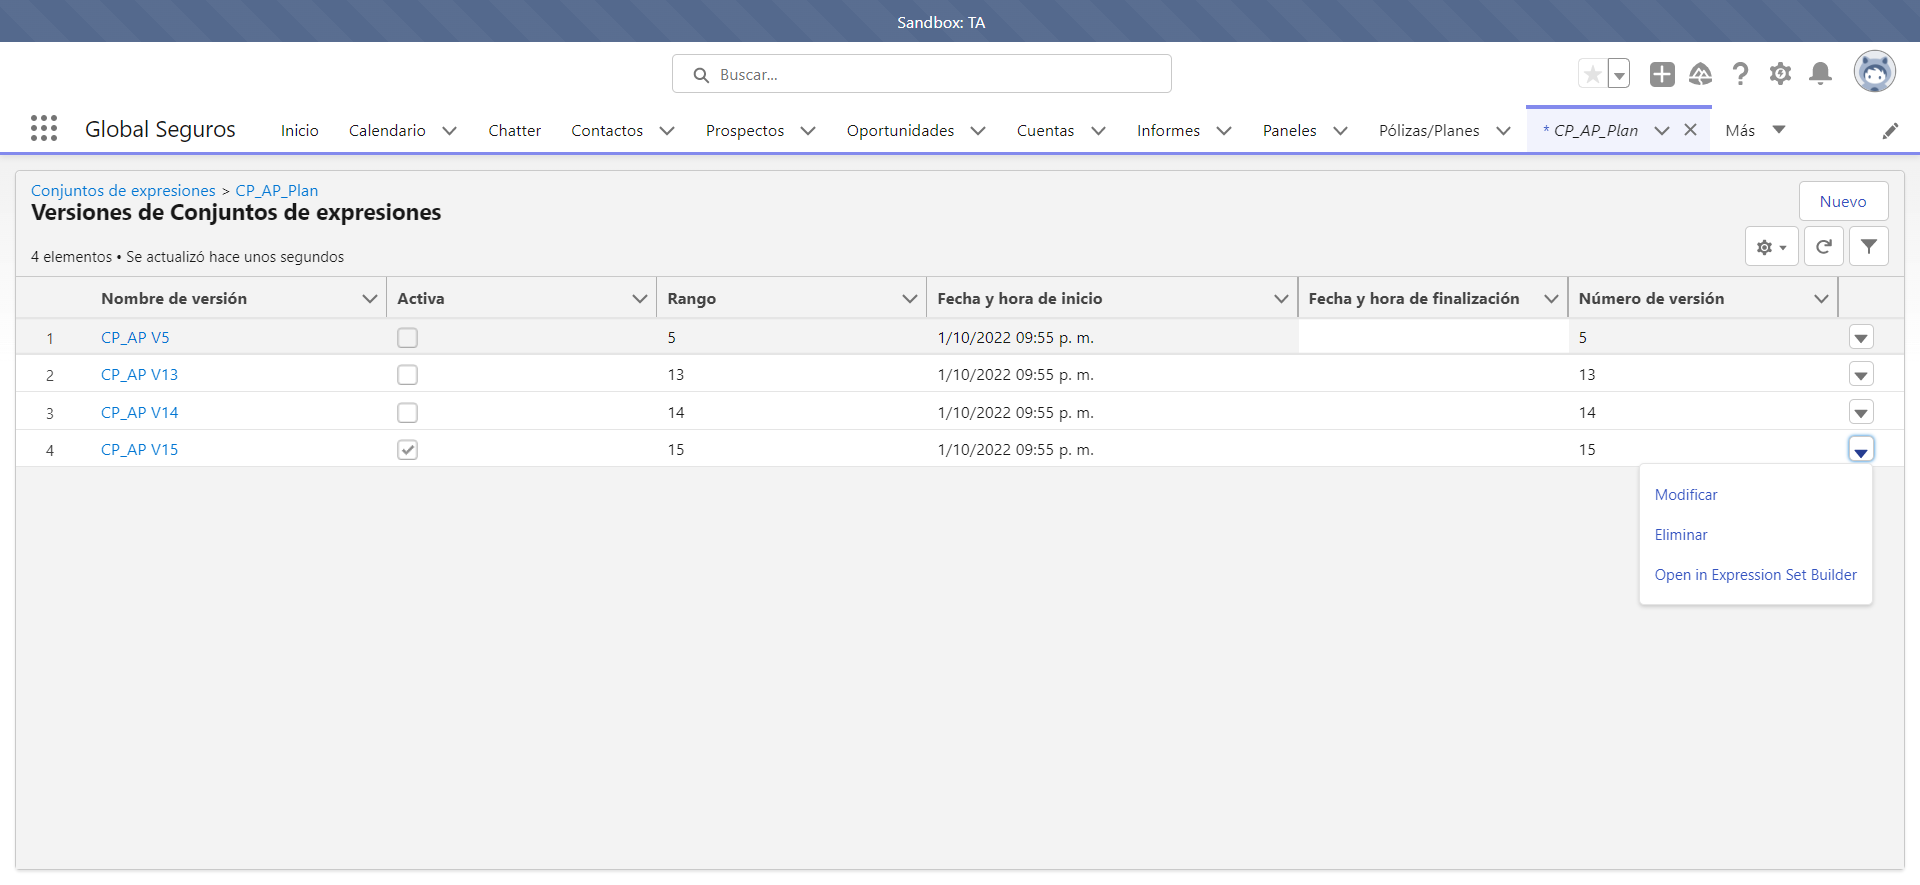 Sandbox: TA
Buscar...
Global Seguros
Inicio
Calendario
Chatter
Contactos
Prospectos
Oportunidades
Cuentas
Informes
Paneles
Pólizas/Planes
* CP_AP_Plan
Más
Conjuntos de expresiones > CP_AP_Plan
Versiones de Conjuntos de expresiones
Nuevo
4 elementos • Se actualizó hace unos segundos
Nombre de versión Activa Rango Fecha y hora de inicio Fecha y hora de finalización Número de versión
1 CP_AP V5 5 1/10/2022 09:55 p. m. 5
2 CP_AP V13 13 1/10/2022 09:55 p. m. 13
3 CP_AP V14 14 1/10/2022 09:55 p. m. 14
4 CP_AP V15 15 1/10/2022 09:55 p. m. 15
Modificar
Eliminar
Open in Expression Set Builder